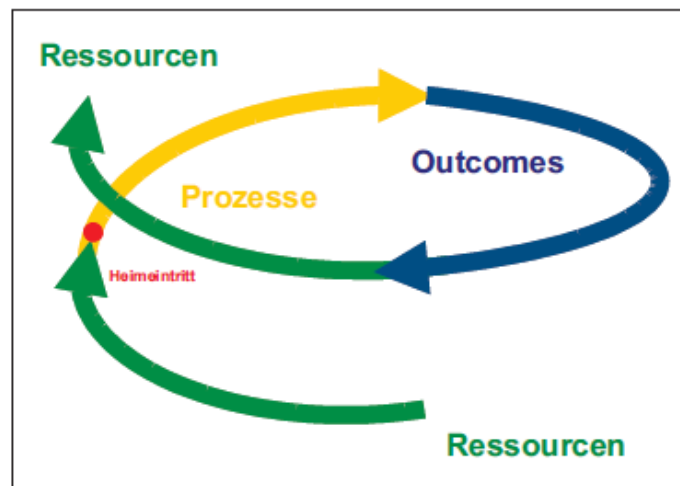 Ressourcen
Outcomes
Prozesse
Heimeintritt
Ressourcen